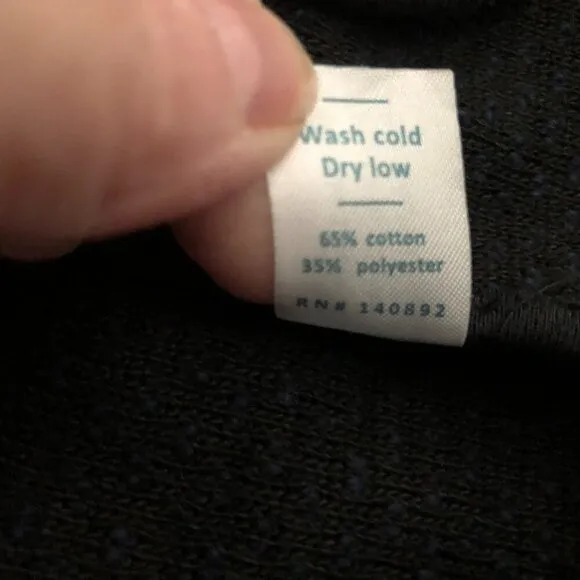 Wash cold
Dry low
65% cotton
35% polyester
RN# 140892